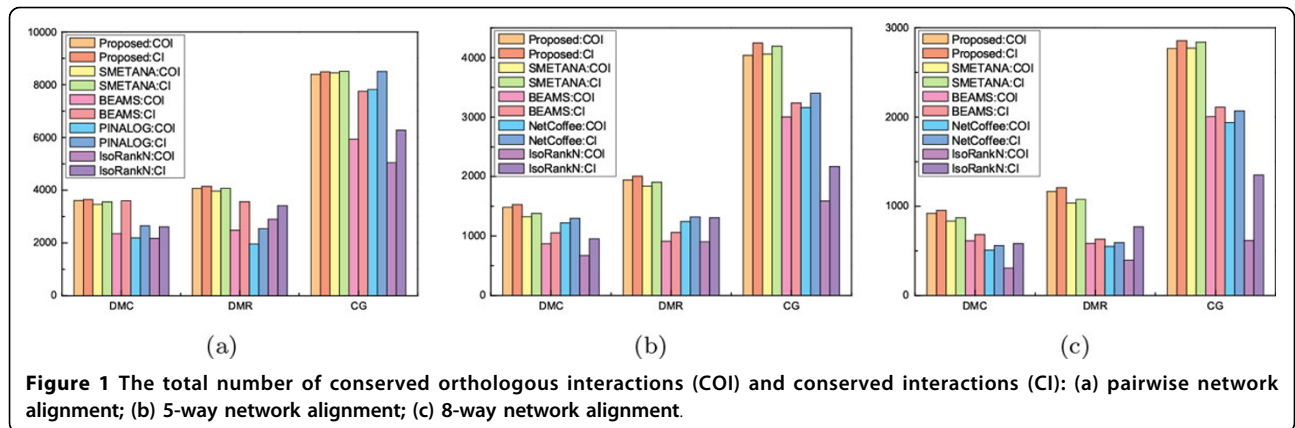 10000
8000
6000
4000
2000
0
Proposed:COI
Proposed:CI
SMETANA:COI
SMETANA:CI
BEAMS:COI
BEAMS:CI
PINALOG:COI
PINALOG:CI
IsoRankN:COI
IsoRankN:CI
DMC
DMR
CG
(a)
4000
3000
2000
1000
0
Proposed:COI
Proposed:CI
SMETANA:COI
SMETANA:CI
BEAMS:COI
BEAMS:CI
NetCoffee:COI
NetCoffee:CI
IsoRankN:COI
IsoRankN:CI
DMC
DMR
CG
(b)
3000
2000
1000
0
Proposed:COI
Proposed:CI
SMETANA:COI
SMETANA:CI
BEAMS:COI
BEAMS:CI
NetCoffee:COI
NetCoffee:CI
IsoRankN:COI
IsoRankN:CI
DMC
DMR
CG
(c)
Figure 1 The total number of conserved orthologous interactions (COI) and conserved interactions (CI): (a) pairwise network
alignment; (b) 5-way network alignment; (c) 8-way network alignment.